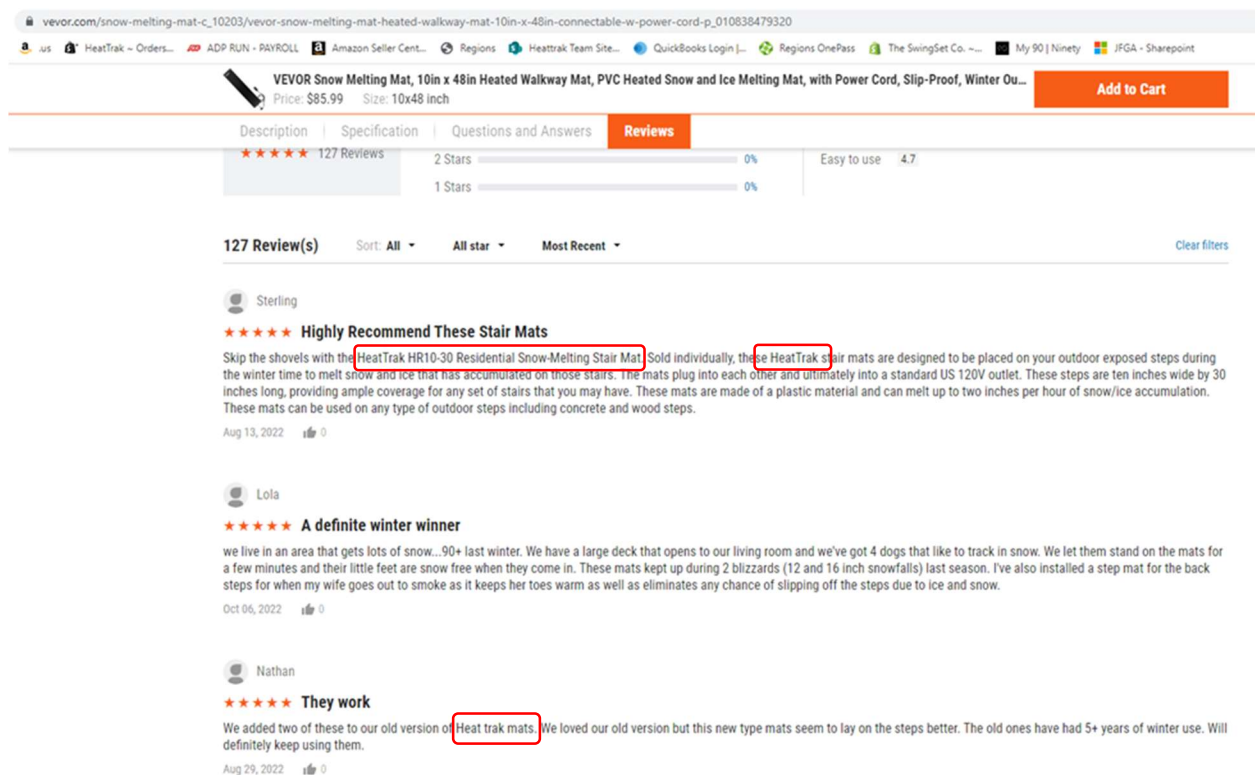 vevor.com/snow-melting-mat-c_10203/vevor-snow-melting-mat-heated-walkway-mat-10in-x-48in-connectable-w-power-cord-p_010838479320
.us HeatTrak ~ Orders... ADP RUN - PAYROLL Amazon Seller Cent... Regions Heattrak Team Site... QuickBooks Login |... Regions OnePass The SwingSet Co. ~... My 90 | Ninety JFGA - Sharepoint
VEVOR Snow Melting Mat, 10in x 48in Heated Walkway Mat, PVC Heated Snow and Ice Melting Mat, with Power Cord, Slip-Proof, Winter Ou...
Price: $85.99 Size: 10x48 inch
Add to Cart
Description | Specification | Questions and Answers Reviews
127 Reviews
2 Stars 0%
Easy to use 4.7
1 Stars 0%
127 Review(s) Sort: All All star Most Recent Clear filters
Sterling
Highly Recommend These Stair Mats
Skip the shovels with the HeatTrak HR10-30 Residential Snow-Melting Stair Mat. Sold individually, these HeatTrak stair mats are designed to be placed on your outdoor exposed steps during
the winter time to melt snow and ice that has accumulated on those stairs. The mats plug into each other and ultimately into a standard US 120V outlet. These steps are ten inches wide by 30
inches long, providing ample coverage for any set of stairs that you may have. These mats are made of a plastic material and can melt up to two inches per hour of snow/ice accumulation.
These mats can be used on any type of outdoor steps including concrete and wood steps.
Aug 13, 2022 0
Lola
A definite winter winner
we live in an area that gets lots of snow...90+ last winter. We have a large deck that opens to our living room and we've got 4 dogs that like to track in snow. We let them stand on the mats for
a few minutes and their little feet are snow free when they come in. These mats kept up during 2 blizzards (12 and 16 inch snowfalls) last season. I've also installed a step mat for the back
steps for when my wife goes out to smoke as it keeps her toes warm as well as eliminates any chance of slipping off the steps due to ice and snow.
Oct 06, 2022 0
Nathan
They work
We added two of these to our old version of Heat trak mats. We loved our old version but this new type mats seem to lay on the steps better. The old ones have had 5+ years of winter use. Will
definitely keep using them.
Aug 29, 2022 0